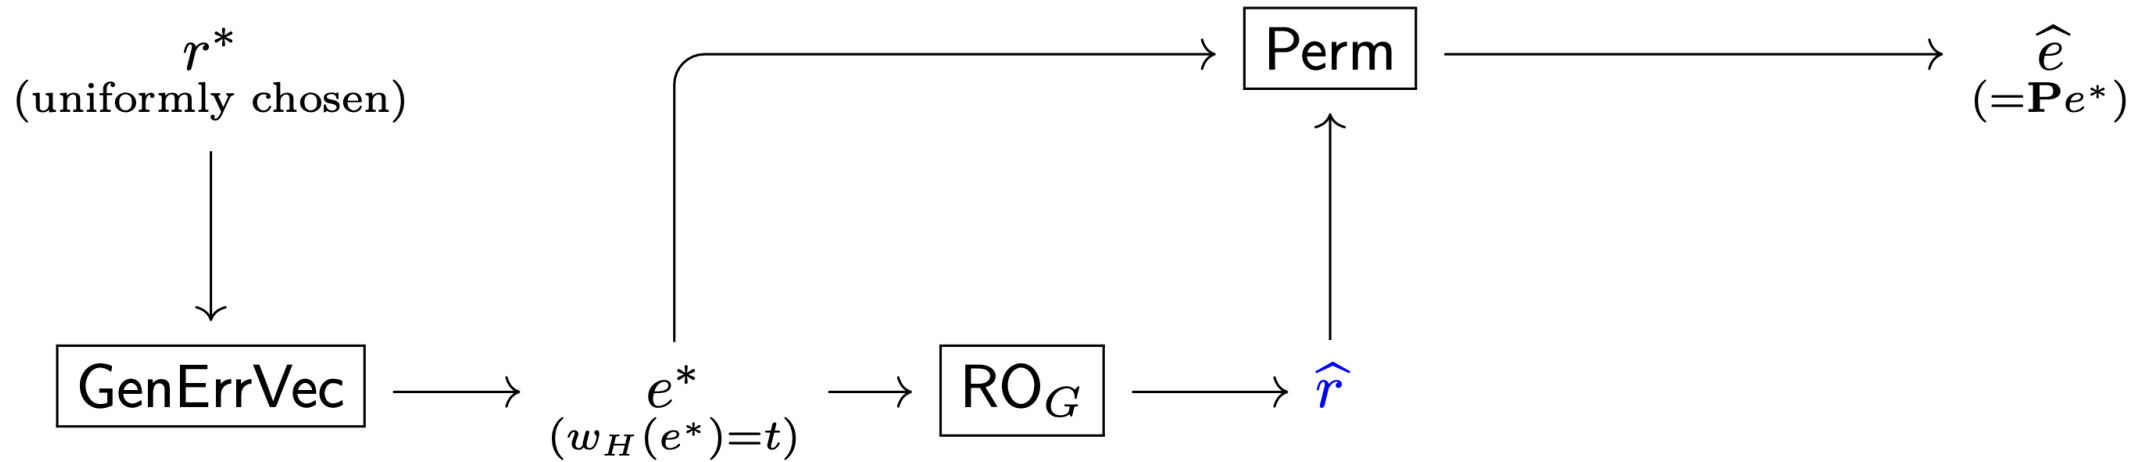 r*
(uniformly chosen)
Perm
ê
(=Pe*)
GenErrVec
e*
(w_H(e*)=t)
RO_G
r̂